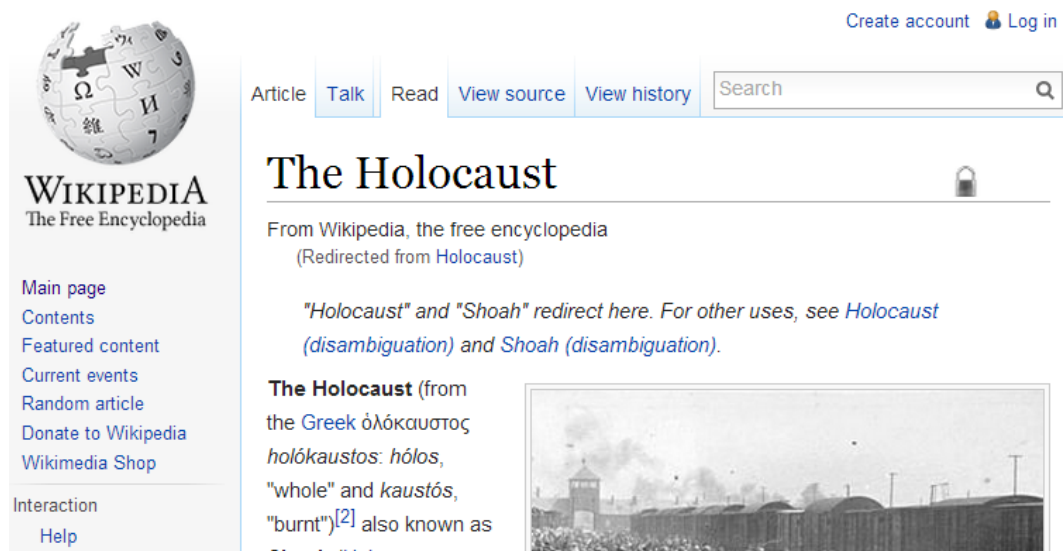 Create account Log in
Article Talk Read View source View history Search
WIKIPEDIA
The Free Encyclopedia
Main page
Contents
Featured content
Current events
Random article
Donate to Wikipedia
Wikimedia Shop
Interaction
Help
The Holocaust
From Wikipedia, the free encyclopedia
(Redirected from Holocaust)
"Holocaust" and "Shoah" redirect here. For other uses, see Holocaust
(disambiguation) and Shoah (disambiguation).
The Holocaust (from
the Greek ὁλόκαυστος
holókaustos: hólos,
"whole" and kaustós,
"burnt")[2] also known as